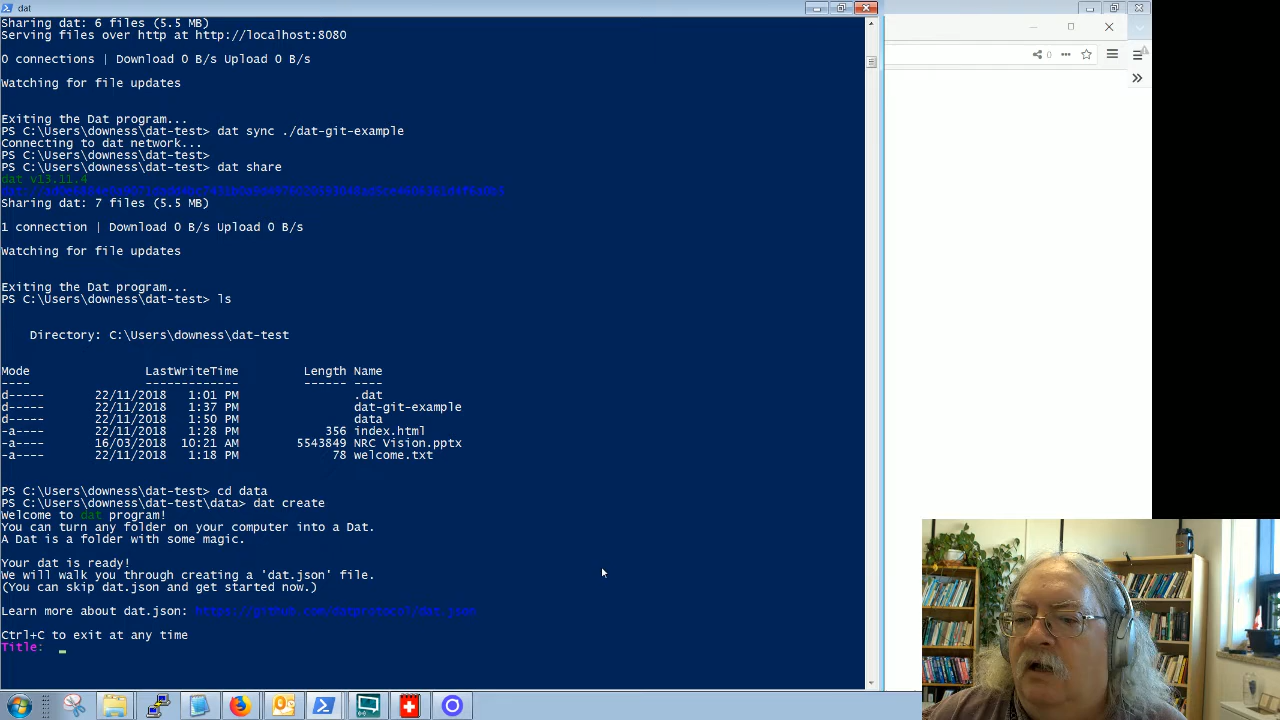 dat
Sharing dat: 6 files (5.5 MB)
Serving files over http at http://localhost:8080
0 connections | Download 0 B/s Upload 0 B/s
Watching for file updates
Exiting the Dat program...
PS C:\Users\downess\dat-test> dat sync ./dat-git-example
Connecting to dat network...
PS C:\Users\downess\dat-test>
PS C:\Users\downess\dat-test> dat share
dat v13.11.4
Sharing dat: 7 files (5.5 MB)
1 connection | Download 0 B/s Upload 0 B/s
Watching for file updates
Exiting the Dat program...
PS C:\Users\downess\dat-test> ls
Directory: C:\Users\downess\dat-test
Mode LastWriteTime Length Name
---- ------------- ------ ----
d----- 22/11/2018 1:01 PM .dat
d----- 22/11/2018 1:37 PM dat-git-example
d----- 22/11/2018 1:50 PM data
-a---- 22/11/2018 1:28 PM 356 index.html
-a---- 16/03/2018 10:21 AM 5543849 NRC Vision.pptx
-a---- 22/11/2018 1:18 PM 78 welcome.txt
PS C:\Users\downess\dat-test> cd data
PS C:\Users\downess\dat-test\data> dat create
Welcome to dat program!
You can turn any folder on your computer into a Dat.
A Dat is a folder with some magic.
Your dat is ready!
We will walk you through creating a 'dat.json' file.
(You can skip dat.json and get started now.)
Learn more about dat.json: https://github.com/datprotocol/dat.json
Ctrl+C to exit at any time
Title: